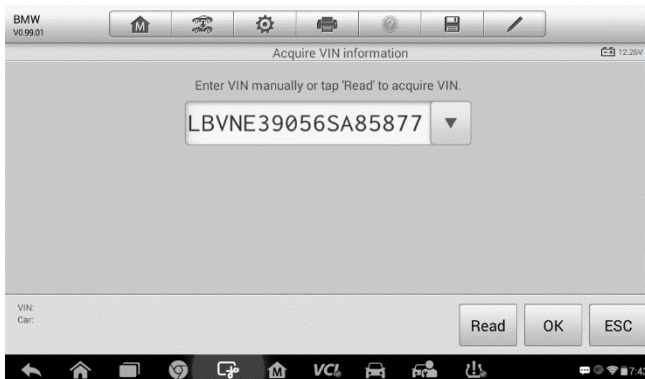 BMW
V0.99.01
M
Acquire VIN information
12.26V
Enter VIN manually or tap 'Read' to acquire VIN.
LBVNE39056SA85877
VIN:
Car:
Read
OK
ESC
M
VCI